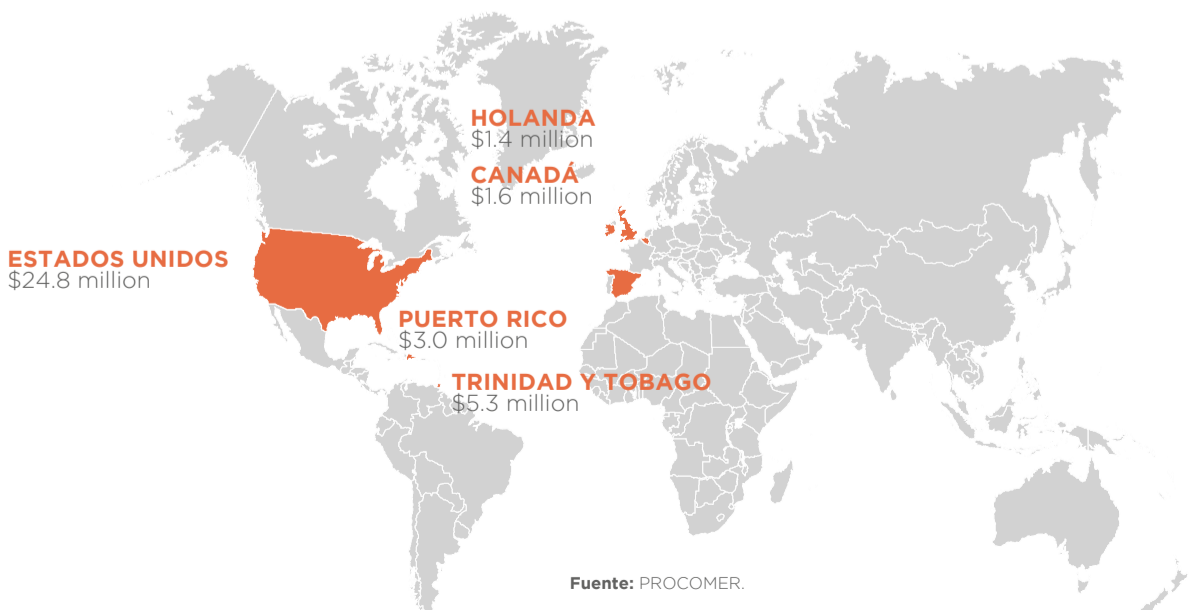 HOLANDA
$1.4 million
CANADÁ
$1.6 million
ESTADOS UNIDOS
$24.8 million
PUERTO RICO
$3.0 million
TRINIDAD Y TOBAGO
$5.3 million
Fuente: PROCOMER.